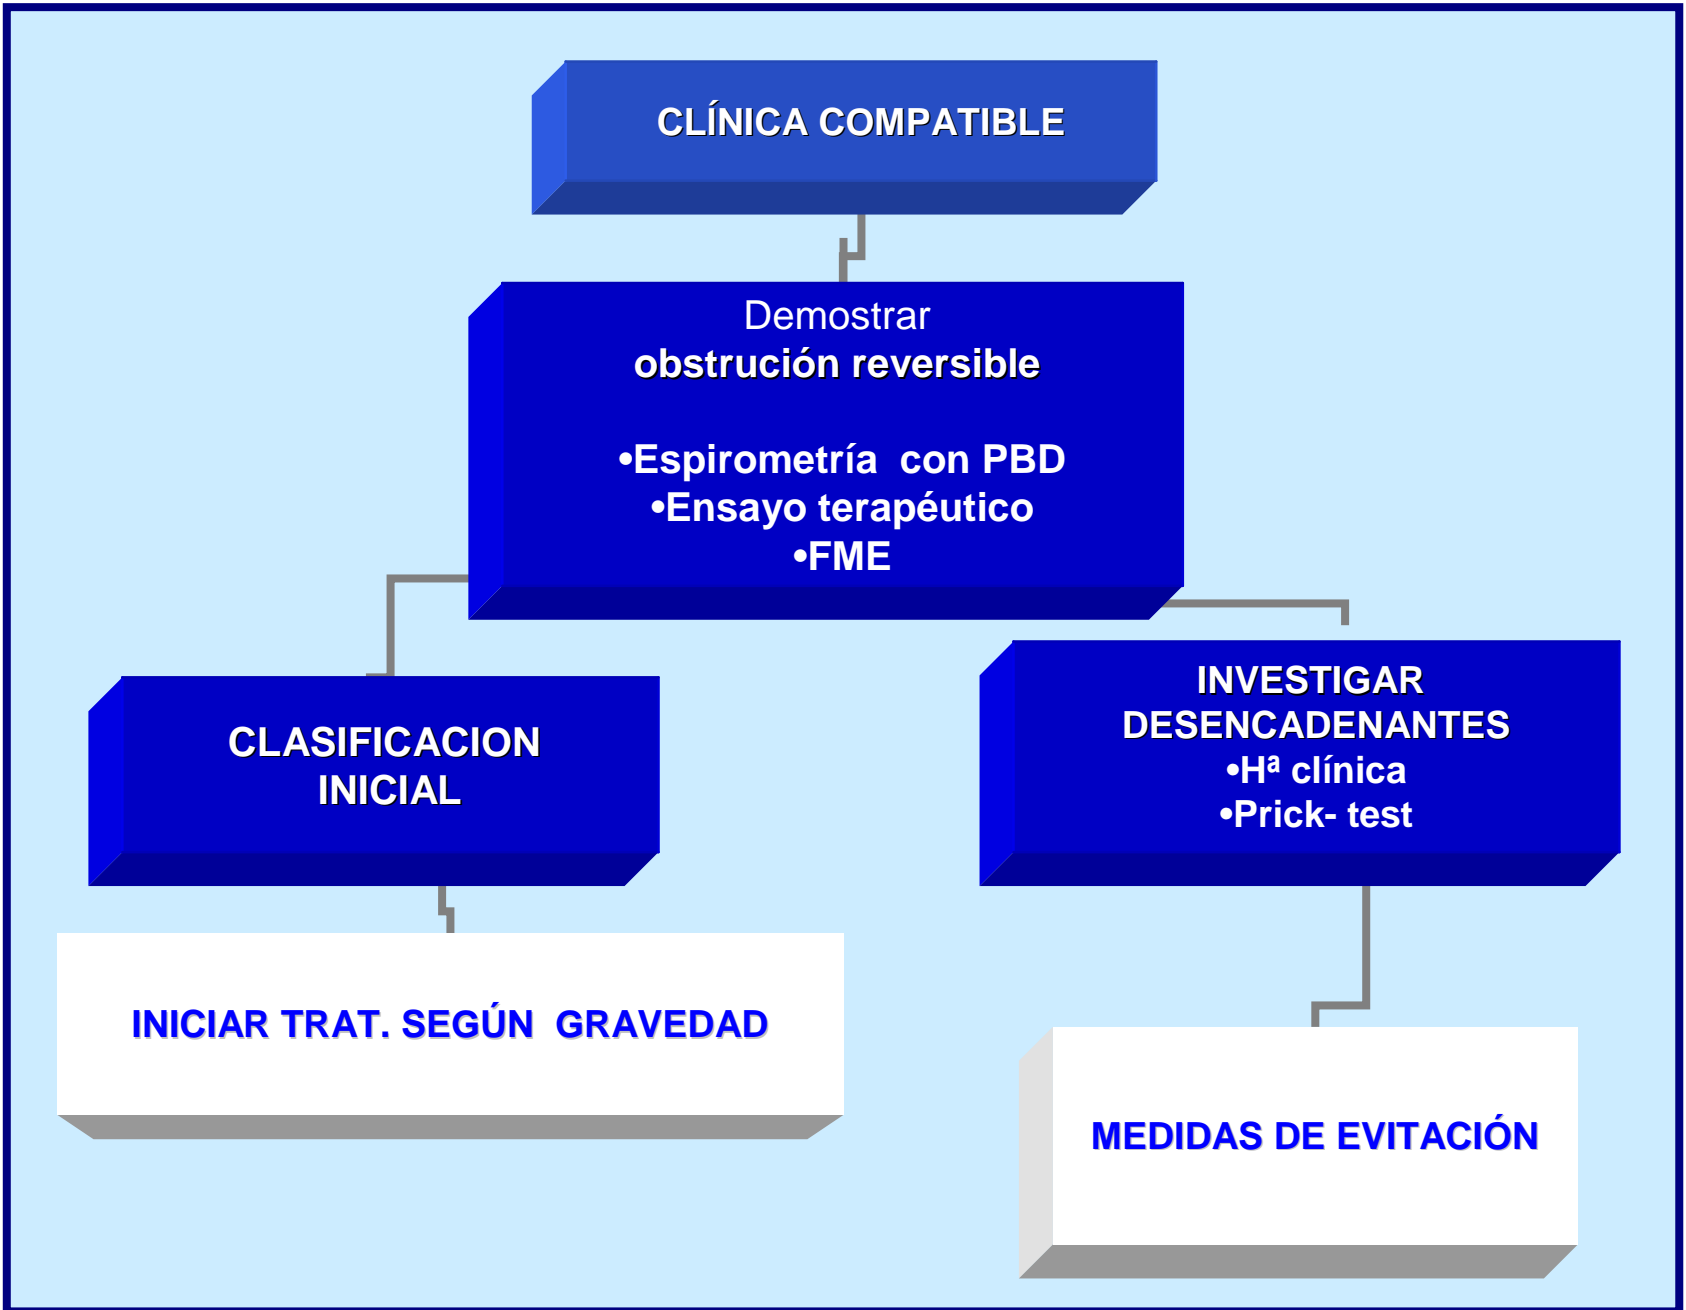 CLÍNICA COMPATIBLE
Demostrar
obstrución reversible
•Espirometría  con PBD
•Ensayo terapéutico
•FME
CLASIFICACION
INICIAL
INVESTIGAR
DESENCADENANTES
•Hª clínica
•Prick- test
INICIAR TRAT. SEGÚN  GRAVEDAD
MEDIDAS DE EVITACIÓN